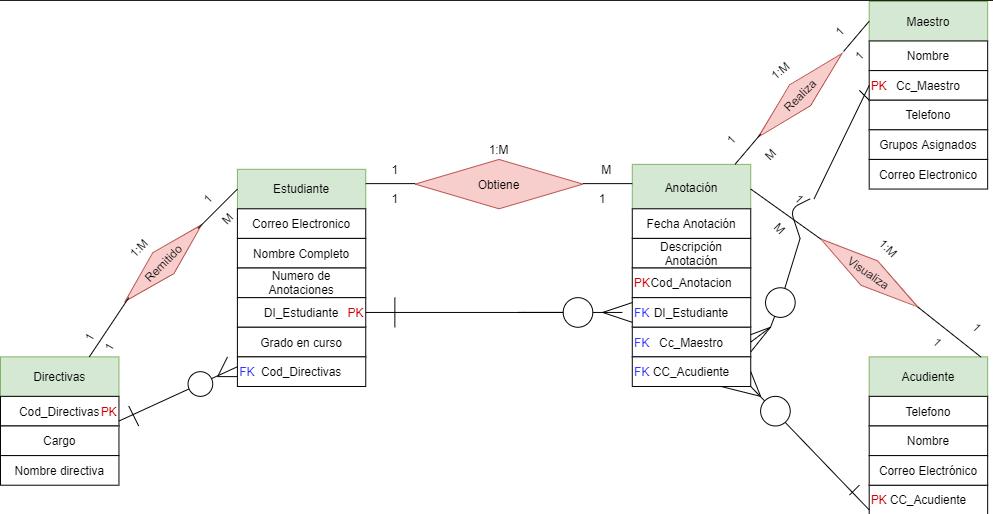 Maestro
Nombre
PK Cc_Maestro
Telefono
Grupos Asignados
Correo Electronico
1
1
1:M
Realiza
1
M
Estudiante
Correo Electronico
Nombre Completo
Numero de
Anotaciones
DI_Estudiante PK
Grado en curso
FK Cod_Directivas
1
1:M
M
Obtiene
1
1
Anotación
Fecha Anotación
Descripción
Anotación
PKCod_Anotacion
FK DI_Estudiante
FK Cc_Maestro
FK CC_Acudiente
1
M
1:M
Visualiza
1
1
1
M
1:M
Remitido
1
1
Directivas
Cod_Directivas PK
Cargo
Nombre directiva
Acudiente
Telefono
Nombre
Correo Electrónico
PK CC_Acudiente